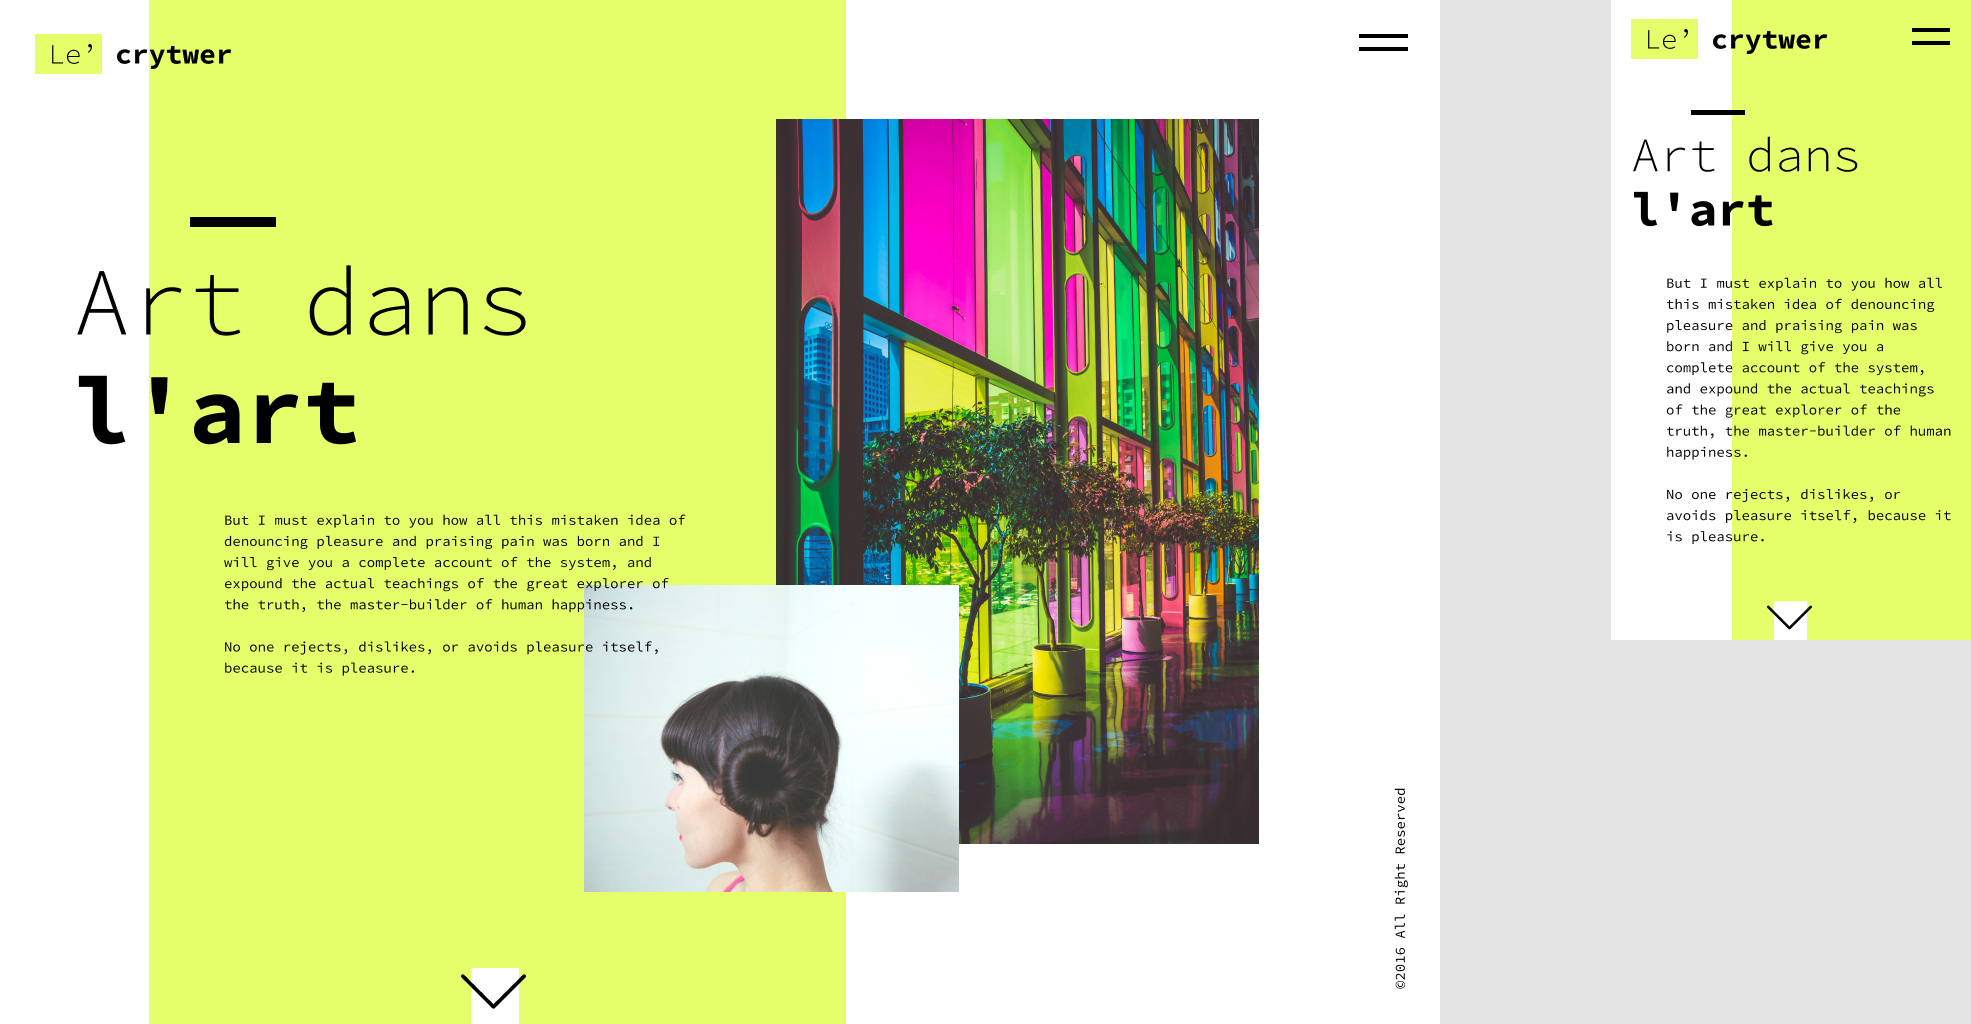 Le’ crytwer
Art dans
l'art
But I must explain to you how all this mistaken idea of
denouncing pleasure and praising pain was born and I
will give you a complete account of the system, and
expound the actual teachings of the great explorer of
the truth, the master-builder of human happiness.
No one rejects, dislikes, or avoids pleasure itself,
because it is pleasure.
©2016 All Right Reserved
Le’ crytwer
Art dans
l'art
But I must explain to you how all
this mistaken idea of denouncing
pleasure and praising pain was
born and I will give you a
complete account of the system,
and expound the actual teachings
of the great explorer of the
truth, the master-builder of human
happiness.
No one rejects, dislikes, or
avoids pleasure itself, because it
is pleasure.